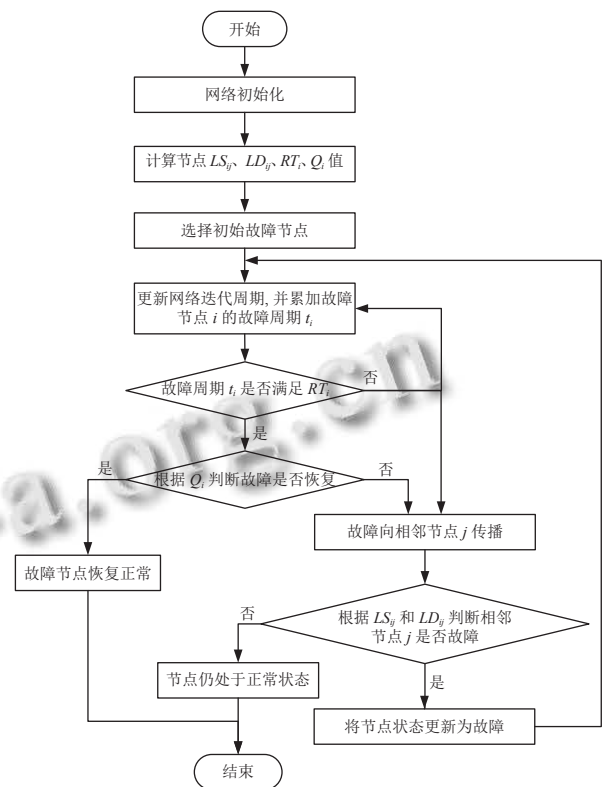 开始
网络初始化
计算节点 LSij、LDij、RTi、Qi 值
选择初始故障节点
更新网络迭代周期, 并累加故障
节点 i 的故障周期 ti
故障周期 ti 是否满足 RTi
否
是
根据 Qi 判断故障是否恢复
是
否
故障向相邻节点 j 传播
故障节点恢复正常
根据 LSij 和 LDij 判断相邻
节点 j 是否故障
否
节点仍处于正常状态
是
将节点状态更新为故障
结束
a.org.cn